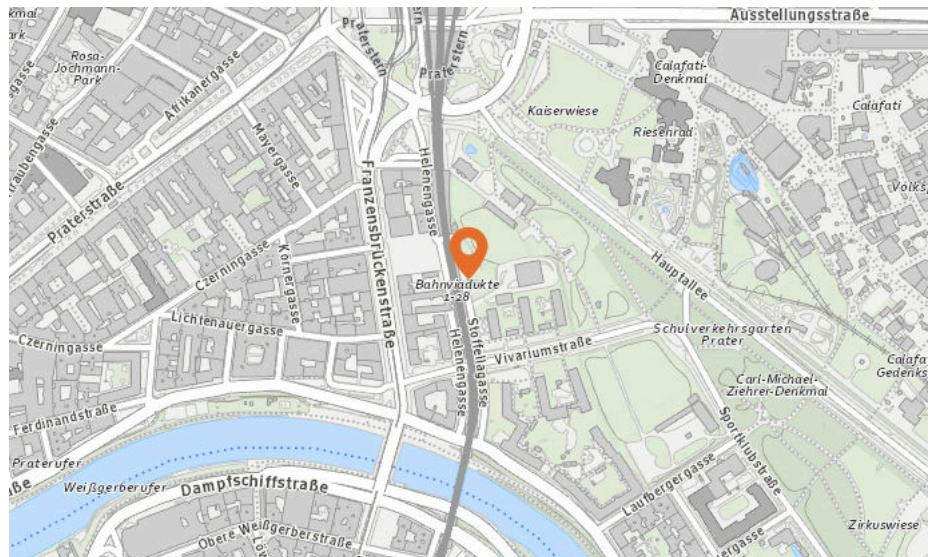 Ausstellungsstraße
Praterstern
Praterstern
Rosa-
Jochmann-
Park
Afrikanergasse
Mayergasse
Calafati-
Denkmal
Kaiserwiese
Calafati
Riesenrad
Praterstraße
Franzensbrückenstraße
Helenengasse
Czerningasse
Körnergasse
Hauptallee
Bahnviadukte
1-28
Lichtenauergasse
Stoffellagasse
Helenengasse
Vivariumstraße
Schulverkehrsgarten
Prater
Czerningasse
Carl-Michael-
Ziehrer-Denkmal
Ferdinandstraße
Sportklubstraße
Praterufer
Weißgerberufer
Dampfschiffstraße
Laufbergergasse
Obere Weißgerberstraße
Zirkuswiese